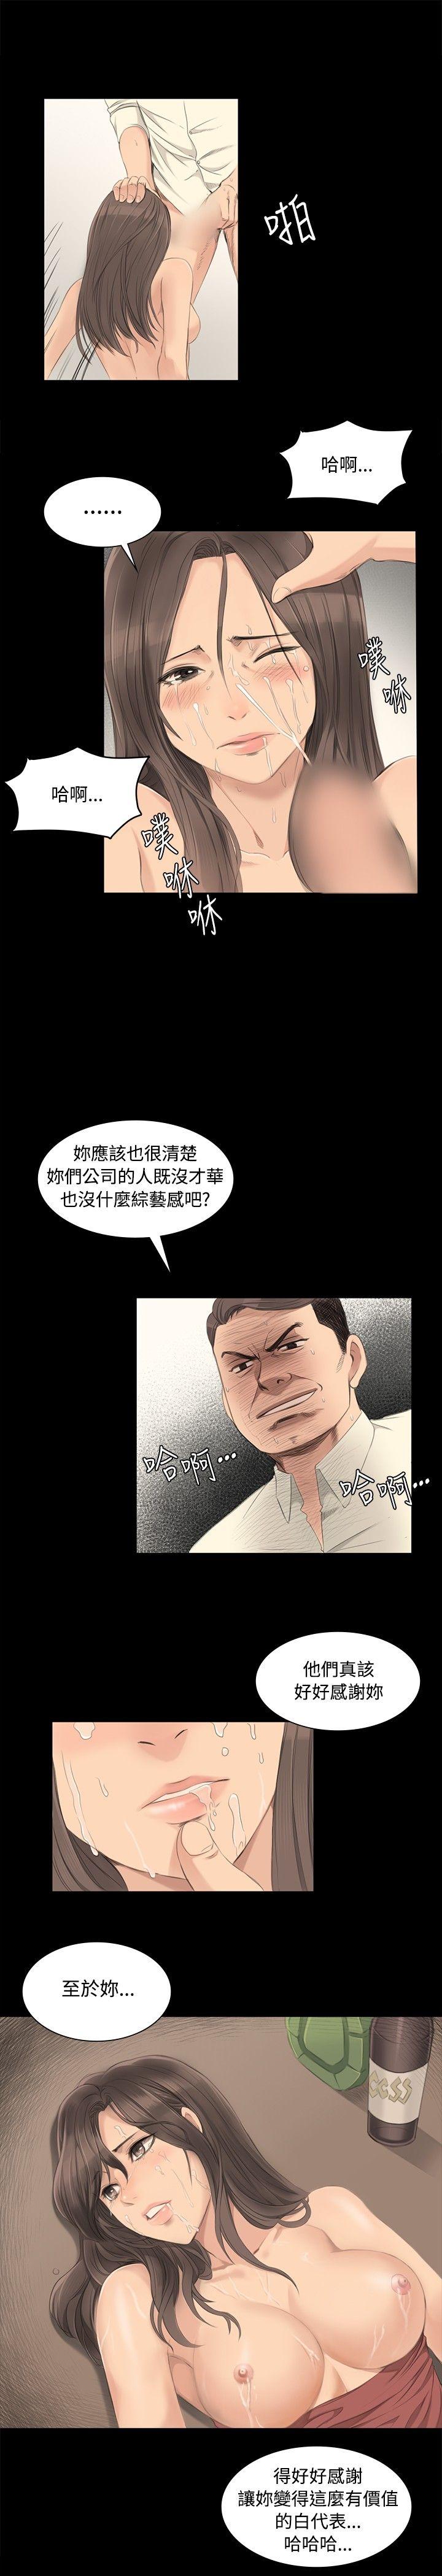 啪
哈啊...
......
噗
咻
哈啊...
噗
咻
咻
妳應該也很清楚
妳們公司的人既沒才華
也沒什麼綜藝感吧?
哈啊...
哈啊...
他們真該
好好感謝妳
至於妳...
得好好感謝
讓妳變得這麼有價值
的白代表...
哈哈哈...